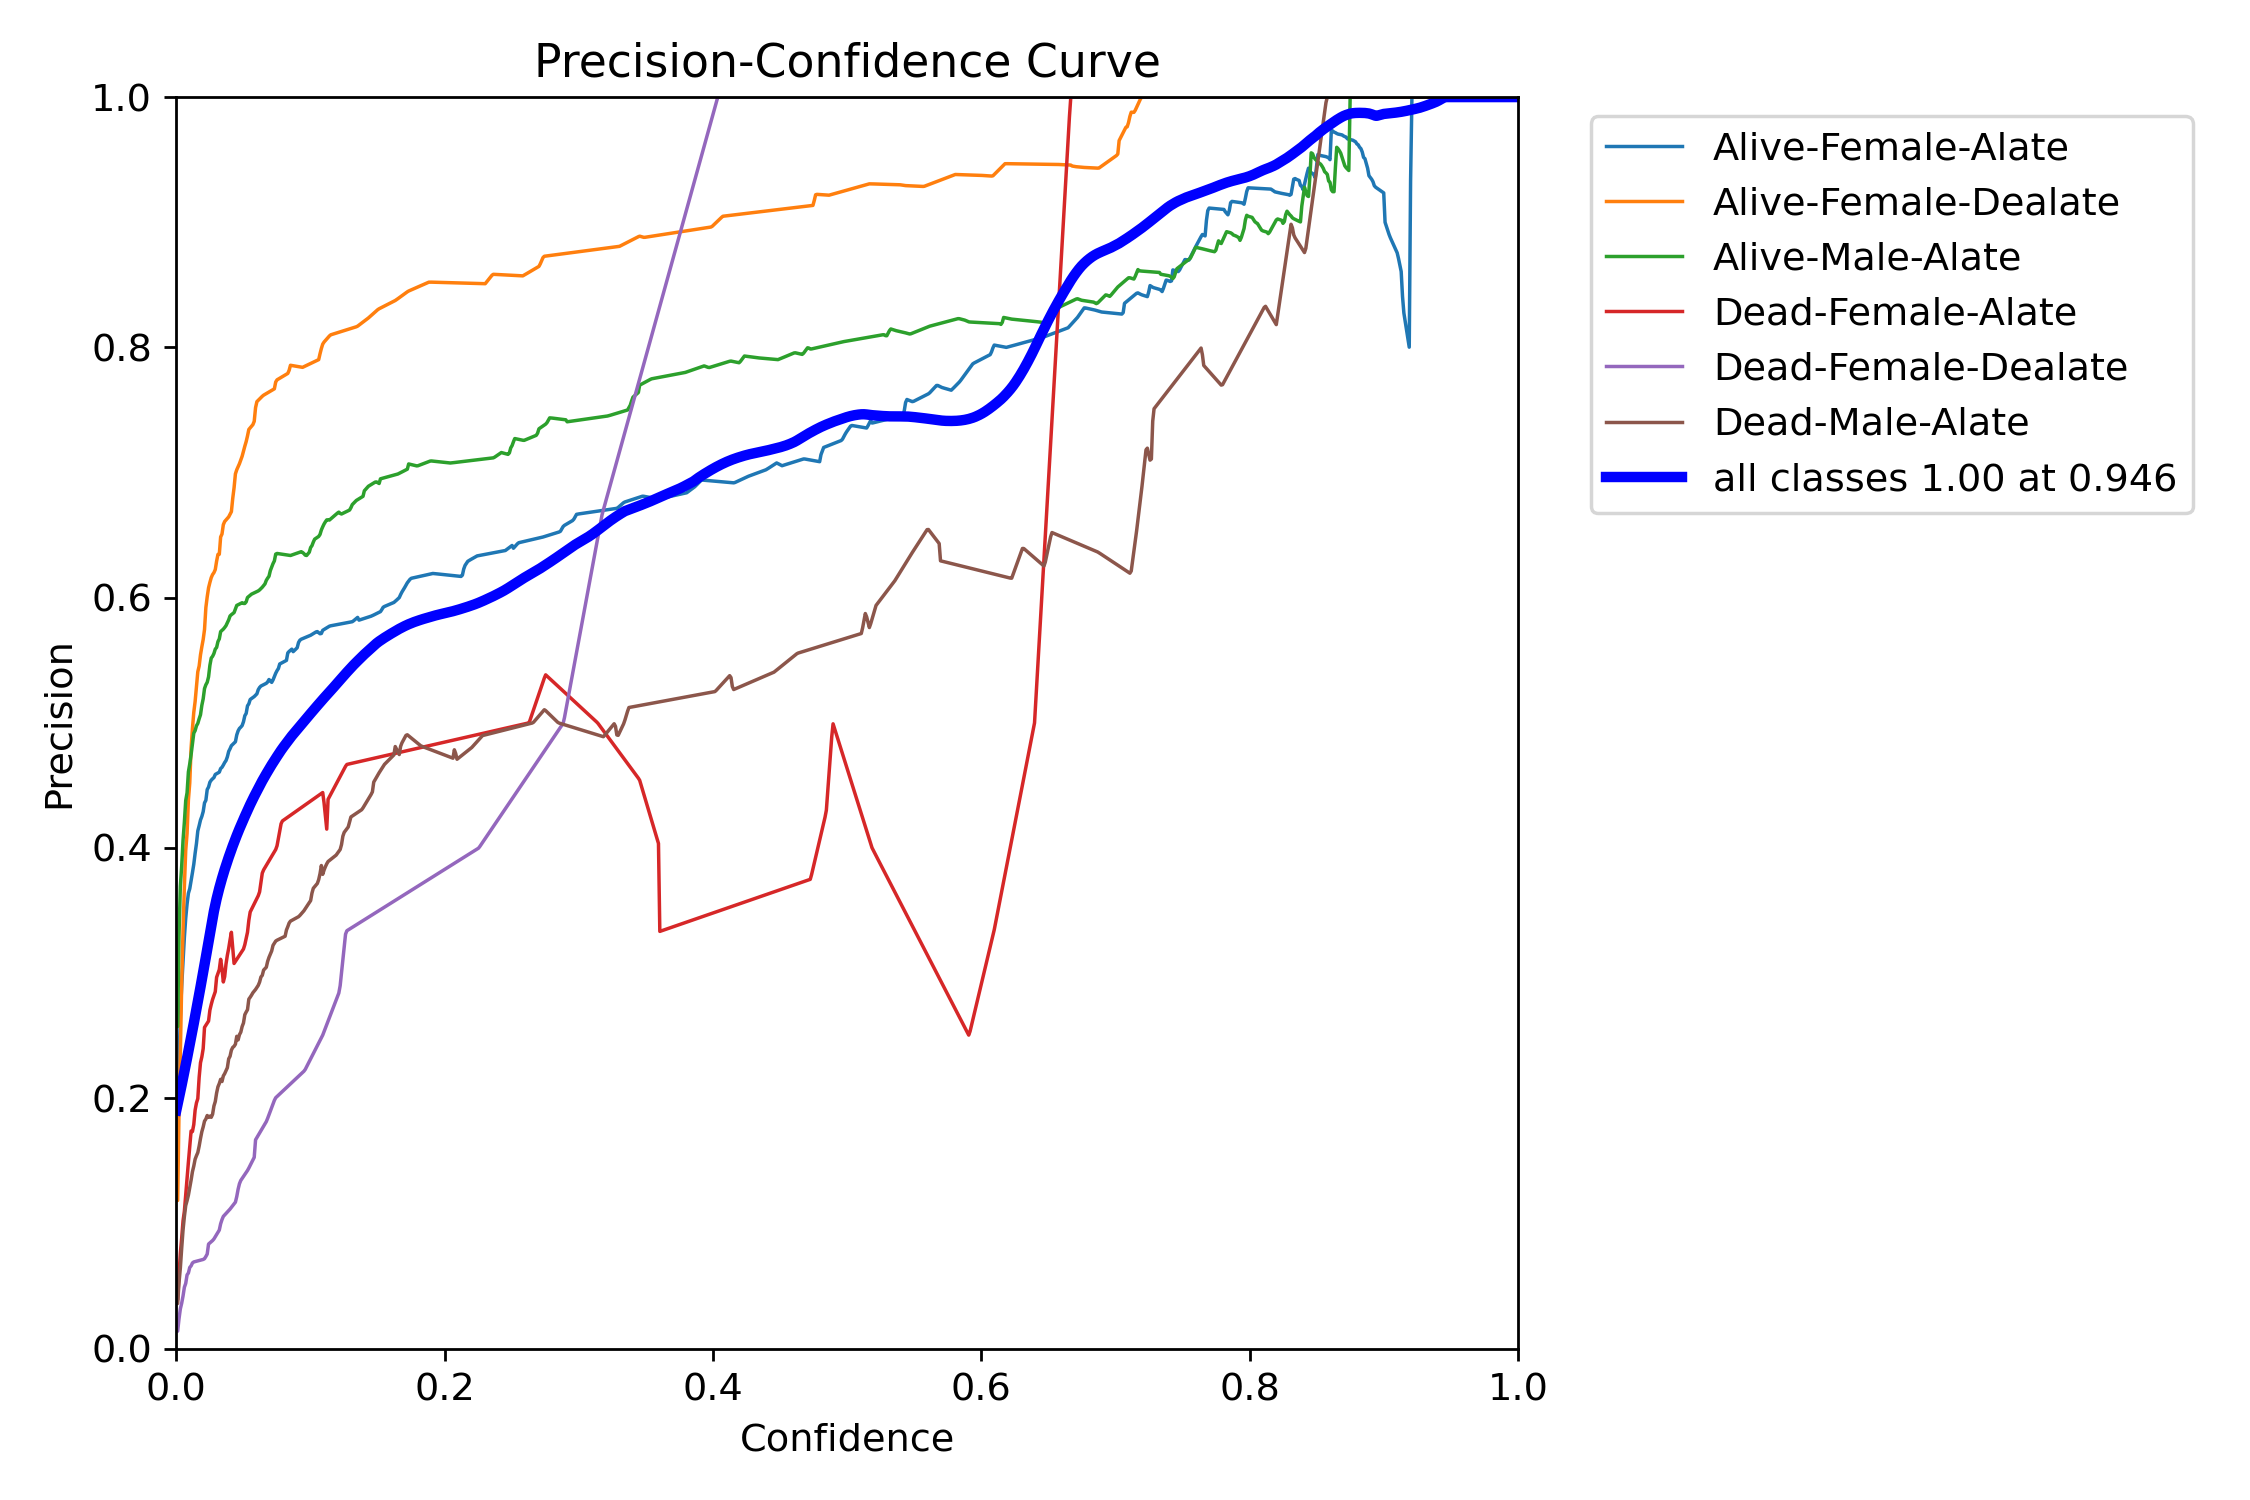 Precision-Confidence Curve
1.0
0.8
0.6
0.4
0.2
0.0
Precision
0.0 0.2 0.4 0.6 0.8 1.0
Confidence
Alive-Female-Alate
Alive-Female-Dealate
Alive-Male-Alate
Dead-Female-Alate
Dead-Female-Dealate
Dead-Male-Alate
all classes 1.00 at 0.946